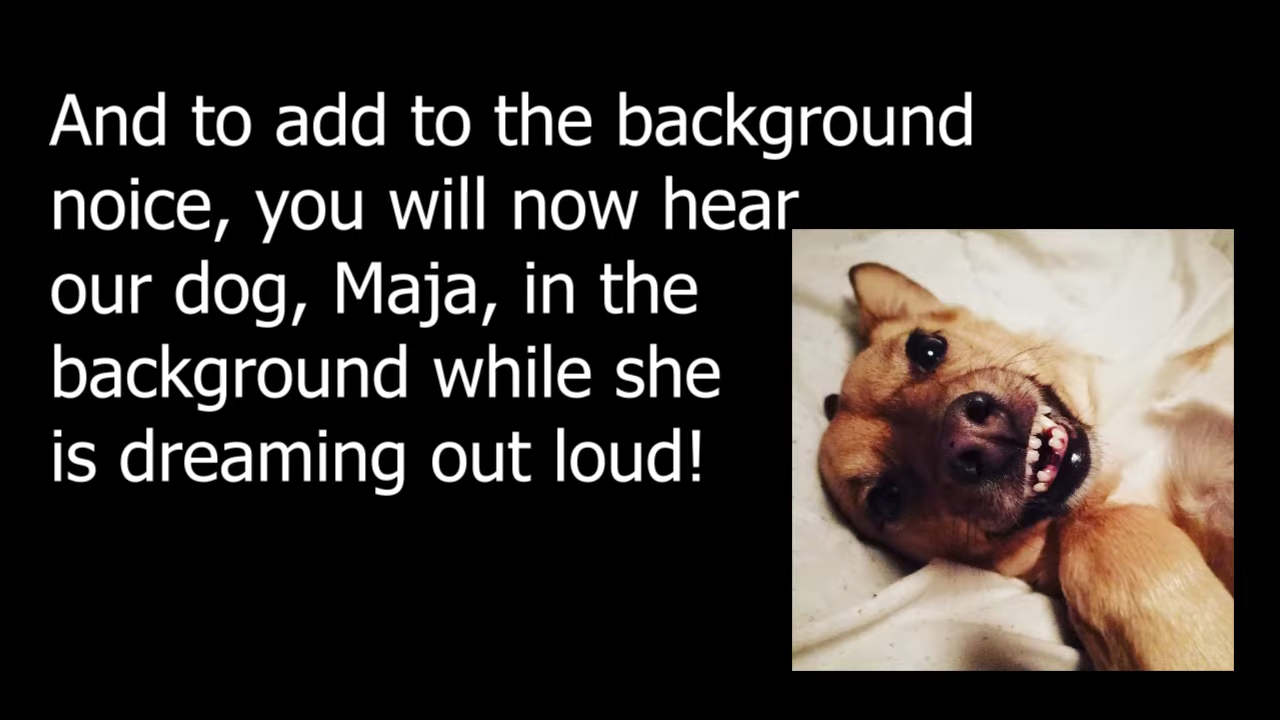 And to add to the background
noice, you will now hear
our dog, Maja, in the
background while she
is dreaming out loud!